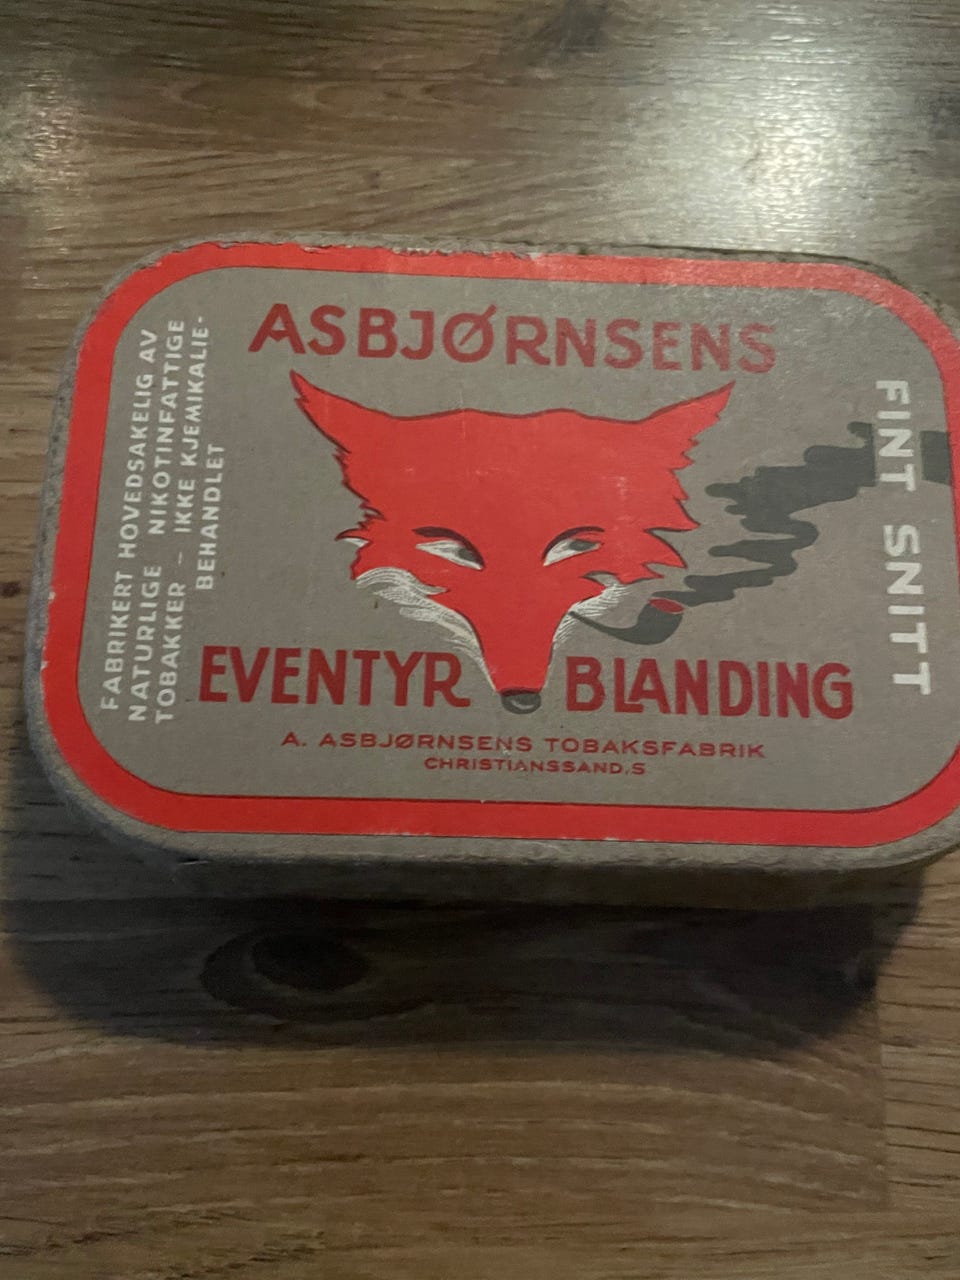 ASBJØRNSENS
FABRIKERT HOVEDSAKELIG AV
NATURLIGE NIKOTINFATTIGE
TOBAKKER - IKKE KJEMIKALIE-
BEHANDLET
EVENTYR BLANDING
A. ASBJØRNSENS TOBAKSFABRIK
CHRISTIANSSAND.S
FINT SNITT